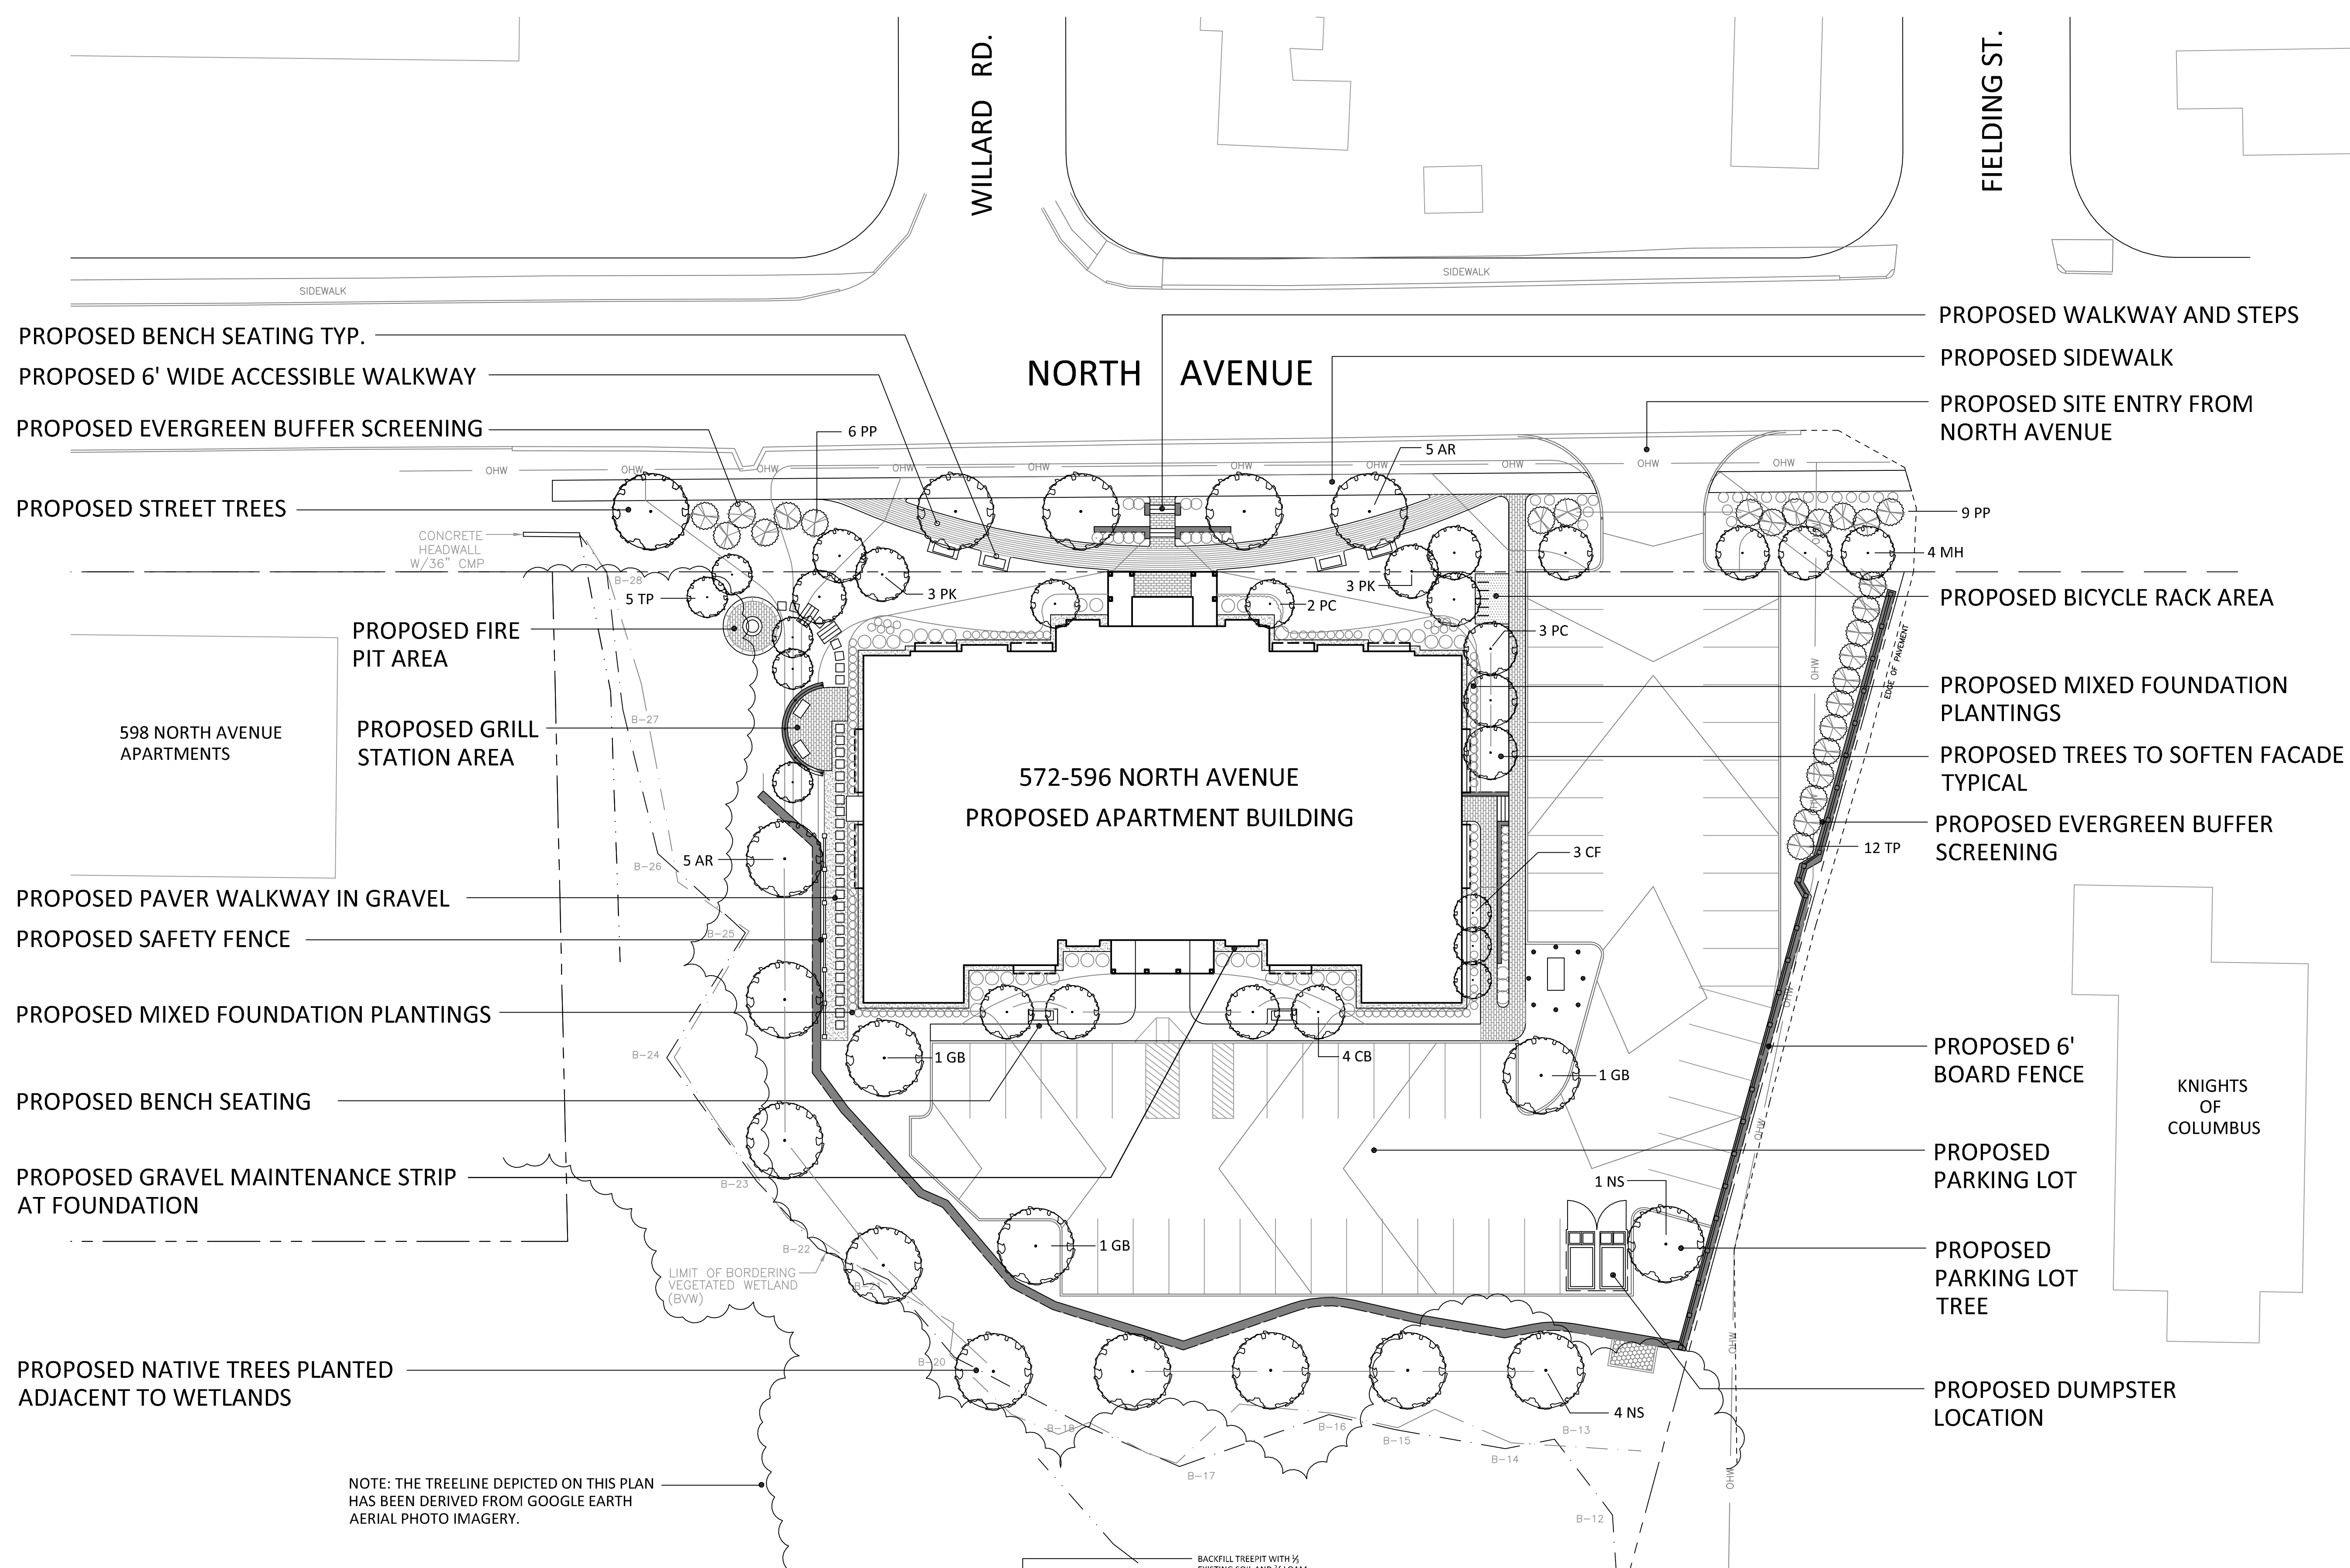 WILLARD RD.
FIELDING ST.
SIDEWALK
SIDEWALK
NORTH AVENUE
PROPOSED BENCH SEATING TYP.
PROPOSED 6' WIDE ACCESSIBLE WALKWAY
PROPOSED EVERGREEN BUFFER SCREENING
PROPOSED STREET TREES
CONCRETE
HEADWALL
W/36" CMP
PROPOSED FIRE
PIT AREA
598 NORTH AVENUE
APARTMENTS
PROPOSED GRILL
STATION AREA
PROPOSED PAVER WALKWAY IN GRAVEL
PROPOSED SAFETY FENCE
PROPOSED MIXED FOUNDATION PLANTINGS
PROPOSED BENCH SEATING
PROPOSED GRAVEL MAINTENANCE STRIP
AT FOUNDATION
LIMIT OF BORDERING
VEGETATED WETLAND
(BVW)
PROPOSED NATIVE TREES PLANTED
ADJACENT TO WETLANDS
NOTE: THE TREELINE DEPICTED ON THIS PLAN
HAS BEEN DERIVED FROM GOOGLE EARTH
AERIAL PHOTO IMAGERY.
OHW
OHW
OHW
OHW
OHW
OHW
OHW
OHW
OHW
OHW
6 PP
5 AR
9 PP
4 MH
5 TP
3 PK
3 PK
2 PC
3 PC
572-596 NORTH AVENUE
PROPOSED APARTMENT BUILDING
5 AR
3 CF
12 TP
1 GB
4 CB
1 GB
1 GB
1 NS
4 NS
B-28
B-27
B-26
B-25
B-24
B-23
B-22
B-21
B-20
B-18
B-17
B-16
B-15
B-14
B-13
B-12
OHW
OHW
OHW
OHW
OHW
OHW
EDGE OF PAVEMENT
PROPOSED WALKWAY AND STEPS
PROPOSED SIDEWALK
PROPOSED SITE ENTRY FROM
NORTH AVENUE
PROPOSED BICYCLE RACK AREA
PROPOSED MIXED FOUNDATION
PLANTINGS
PROPOSED TREES TO SOFTEN FACADE
TYPICAL
PROPOSED EVERGREEN BUFFER
SCREENING
PROPOSED 6'
BOARD FENCE
KNIGHTS
OF
COLUMBUS
PROPOSED
PARKING LOT
PROPOSED
PARKING LOT
TREE
PROPOSED DUMPSTER
LOCATION
BACKFILL TREEPIT WITH ⅓